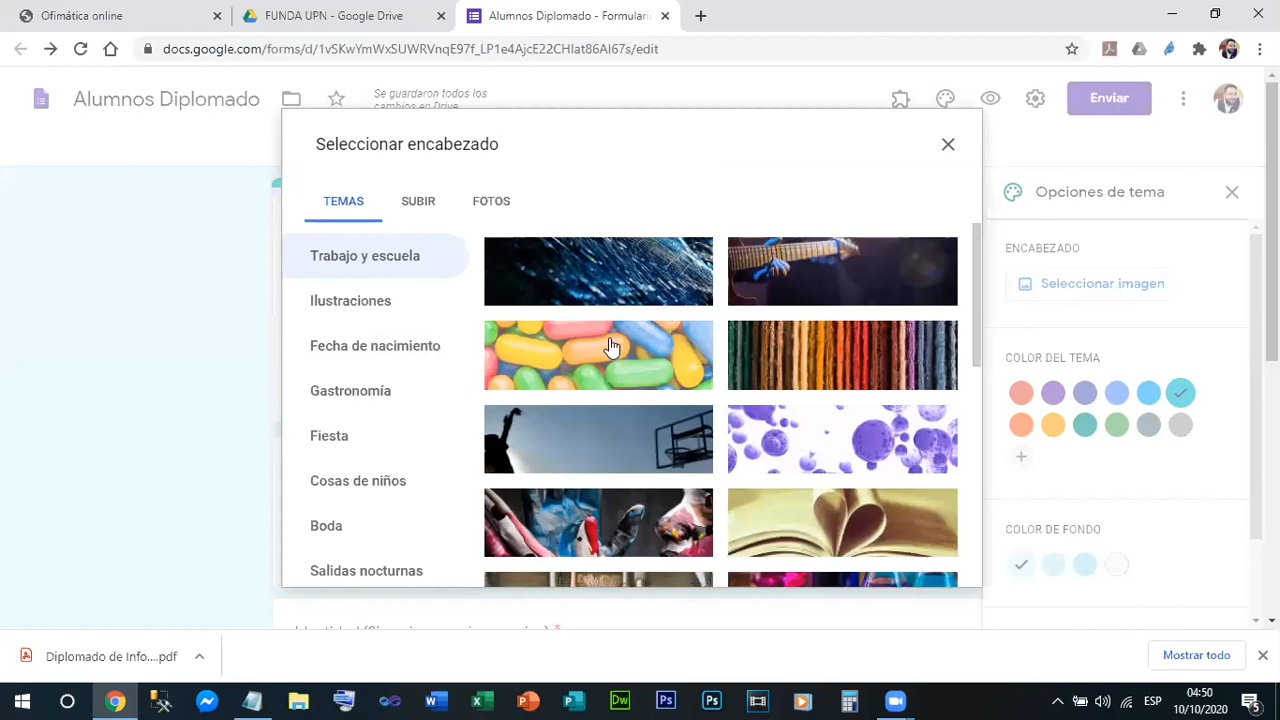 Ofimática online
FUNDA UPN - Google Drive
Alumnos Diplomado - Formulario
docs.google.com/forms/d/1vSKwYmWxSUWRVnqE97f_LP1e4AjcE22CHlat86AI67s/edit
Alumnos Diplomado
Se guardaron todos los
cambios en Drive
Enviar
Seleccionar encabezado
TEMAS
SUBIR
FOTOS
Trabajo y escuela
Ilustraciones
Fecha de nacimiento
Gastronomía
Fiesta
Cosas de niños
Boda
Salidas nocturnas
Opciones de tema
ENCABEZADO
Seleccionar imagen
COLOR DEL TEMA
COLOR DE FONDO
Diplomado de Info....pdf
Mostrar todo
ESP
04:50
10/10/2020
5